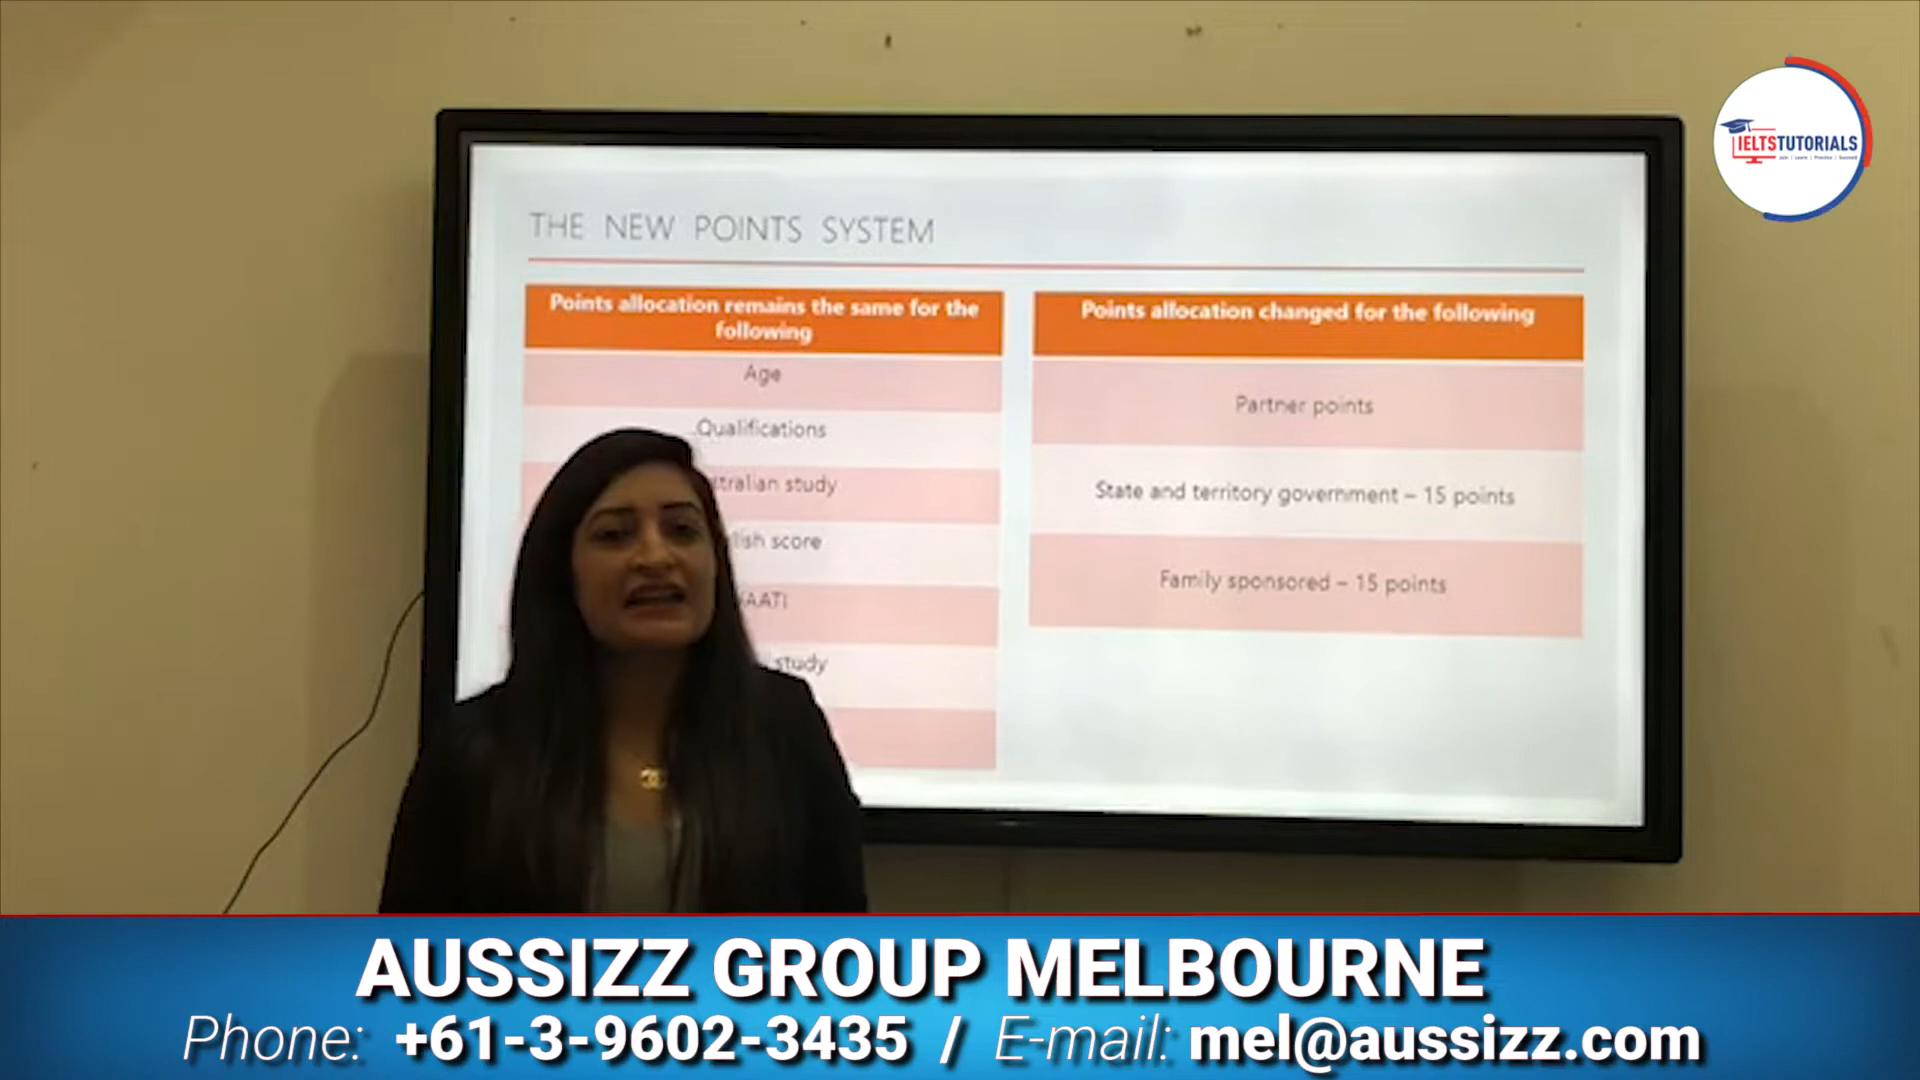 IELTSTUTORIALS
THE NEW POINTS SYSTEM
Points allocation remains the same for the
following
Age
Qualifications
stralian study
lish score
AATI
study
Points allocation changed for the following
Partner points
State and territory government – 15 points
Family sponsored – 15 points
AUSSIZZ GROUP MELBOURNE
Phone: +61-3-9602-3435 / E-mail: mel@aussizz.com